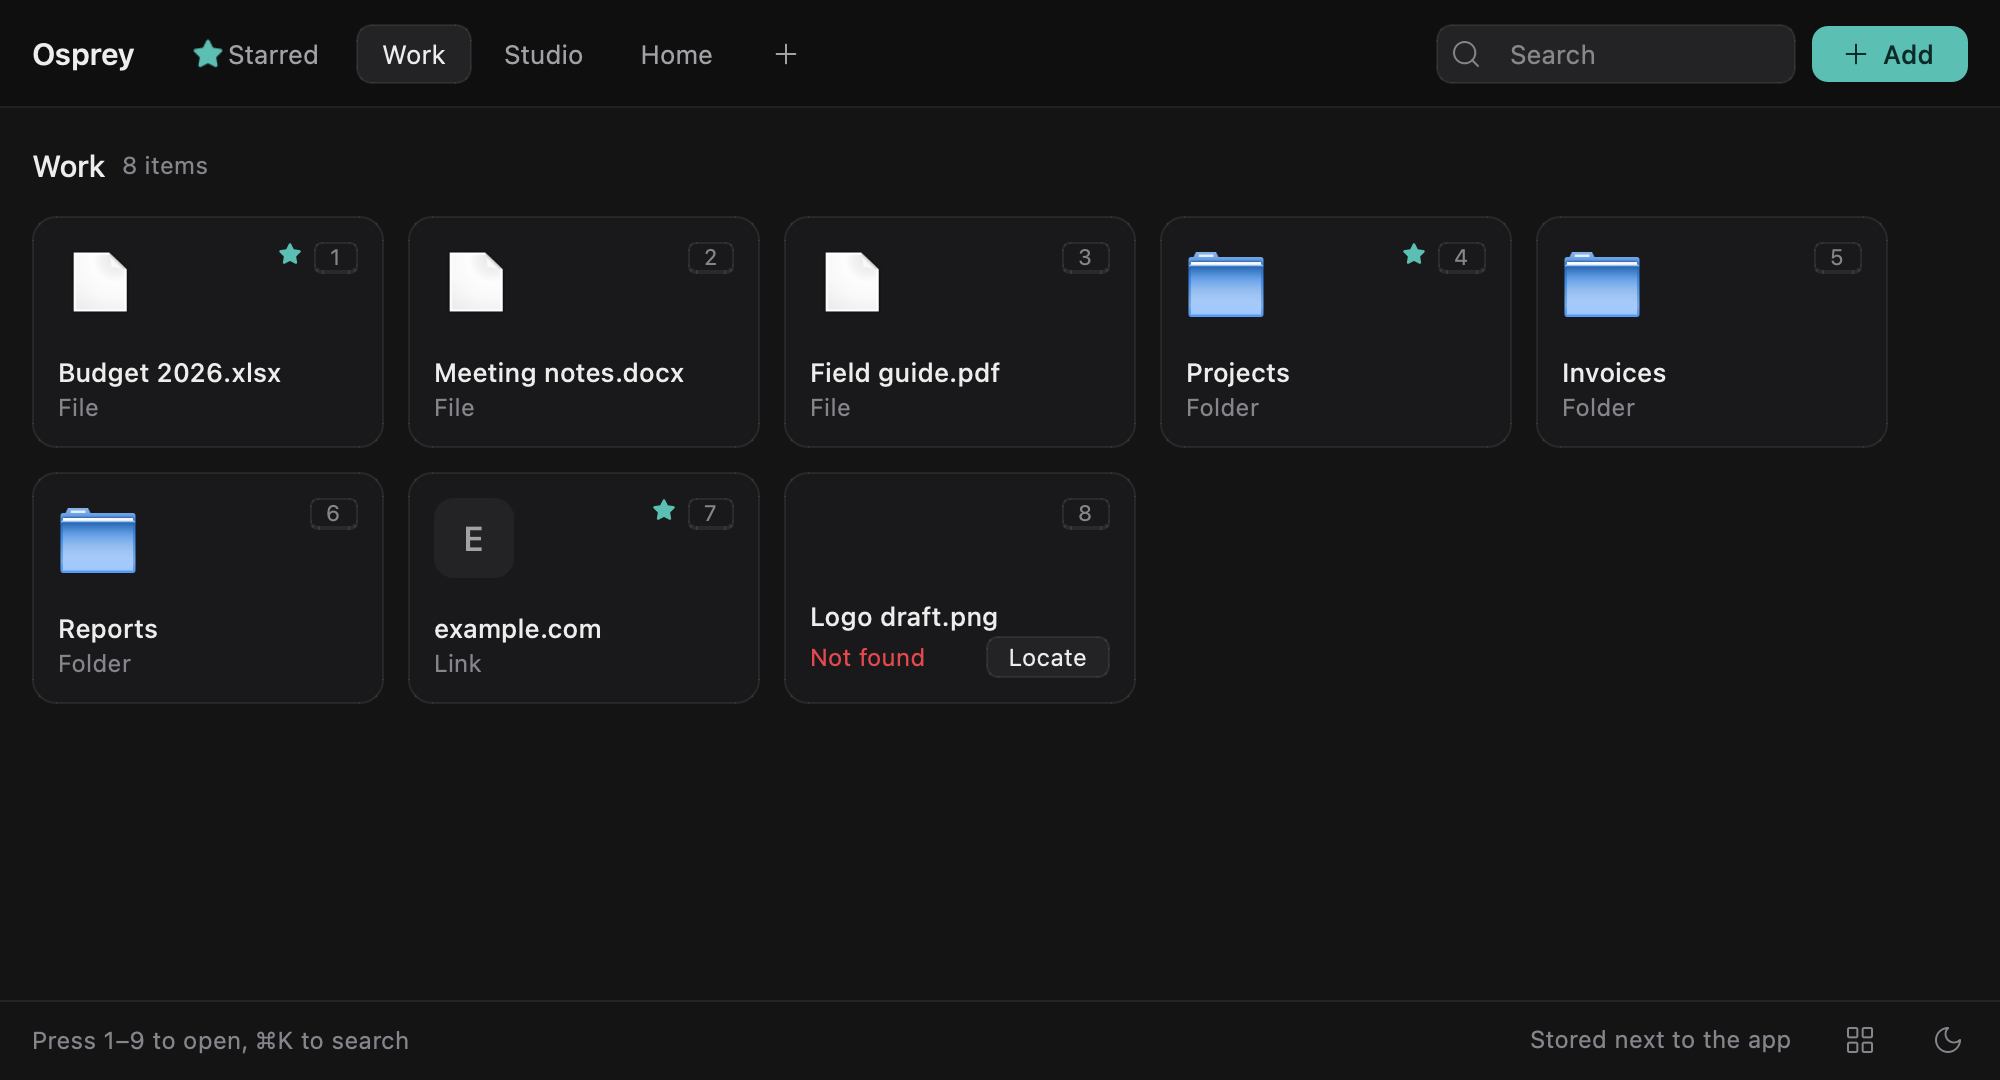 Osprey
Starred
Work
Studio
Home
Search
Add
Work 8 items
1
Budget 2026.xlsx
File
2
Meeting notes.docx
File
3
Field guide.pdf
File
4
Projects
Folder
5
Invoices
Folder
6
Reports
Folder
E
7
example.com
Link
8
Logo draft.png
Not found
Locate
Press 1–9 to open, ⌘K to search
Stored next to the app